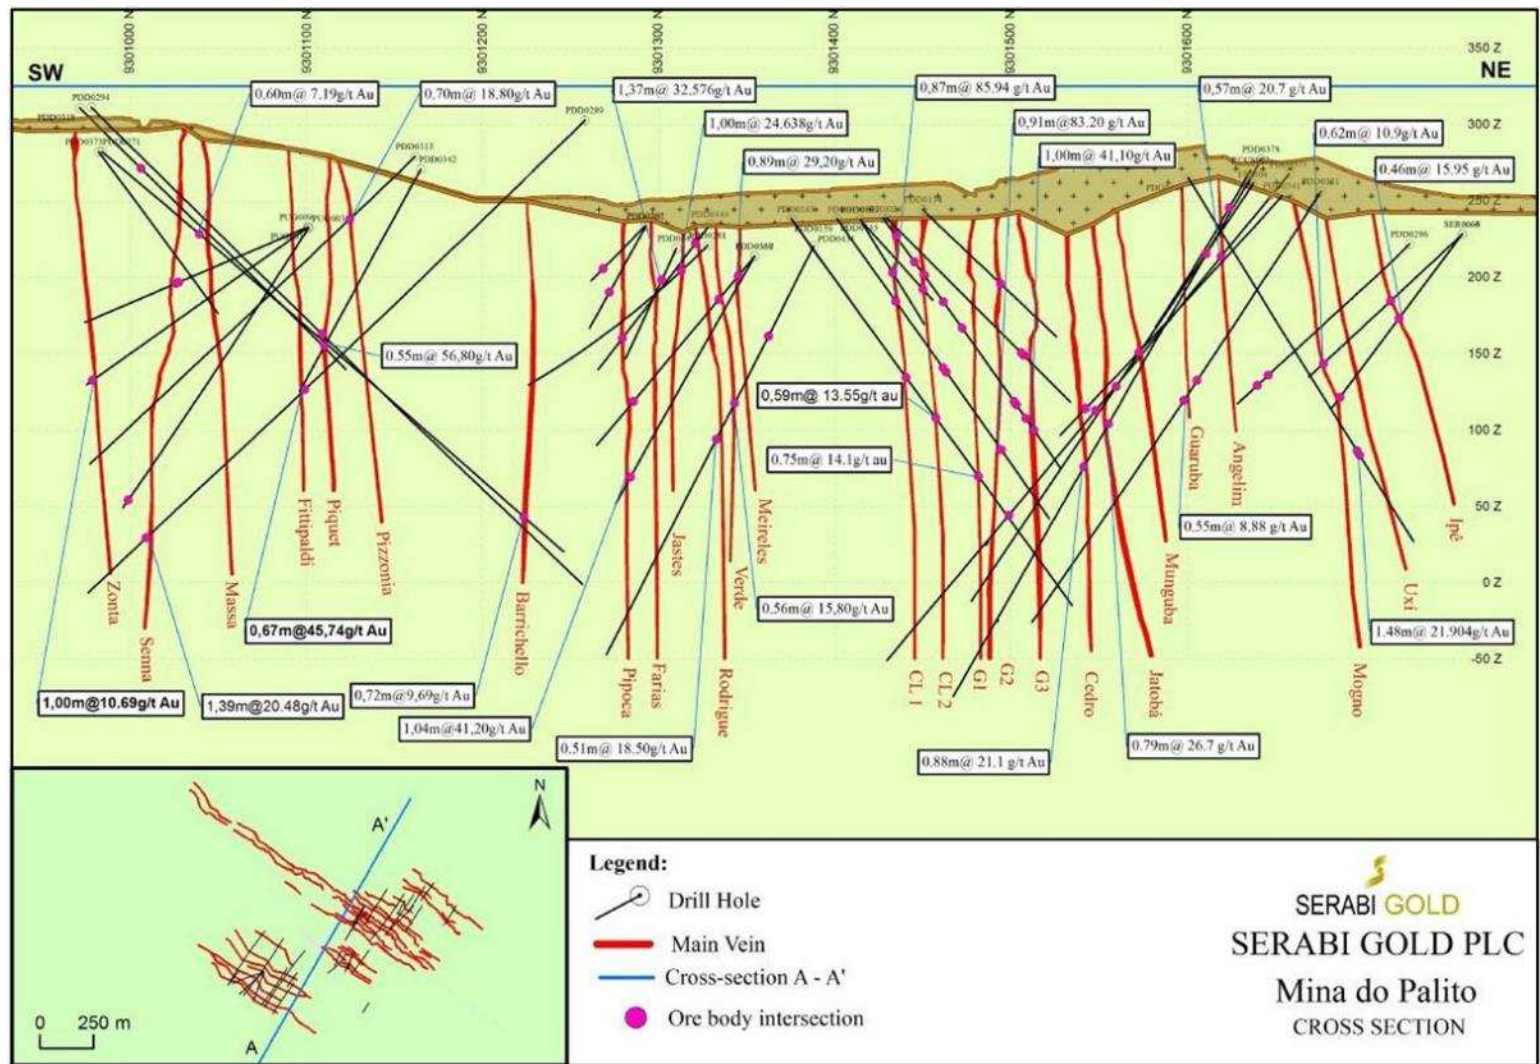 9301000 N
9301100 N
9301200 N
9301300 N
9301400 N
9301500 N
9301600 N
350 Z
SW
NE
300 Z
250 Z
200 Z
150 Z
100 Z
50 Z
0 Z
-50 Z
0,60m@ 7.19g/t Au
0,70m@ 18,80g/t Au
1,37m@ 32.576g/t Au
0,87m@ 85.94 g/t Au
0,57m@ 20.7 g/t Au
1,00m@ 24.638g/t Au
0,91m@83.20 g/t Au
0.62m@ 10.9g/t Au
0,89m@ 29,20g/t Au
1,00m@ 41,10g/t Au
0.46m@ 15.95 g/t Au
PDD0294
PDD0289
PDD0313
PDD0342
PDD0378
PDD0296
0.55m@ 56,80g/t Au
0,59m@ 13.55g/t au
0.75m@ 14.1g/t au
0.55m@ 8,88 g/t Au
0.56m@ 15,80g/t Au
0,67m@45,74g/t Au
1.48m@ 21.904g/t Au
1,00m@10.69g/t Au
1,39m@20.48g/t Au
0,72m@9,69g/t Au
1,04m@41,20g/t Au
0.51m@ 18.50g/t Au
0.88m@ 21.1 g/t Au
0.79m@ 26.7 g/t Au
Zonta
Senna
Massa
Fittipaldi
Piquet
Pizzonia
Barrichello
Pipoca
Farias
Jastes
Rodrigue
Verde
Meireles
CL 1
CL 2
G1
G2
G3
Cedro
Jatobá
Munguba
Guaruba
Angelim
Mogno
Uxi
Ipê
N
A'
A
0 250 m
Legend:
Drill Hole
Main Vein
Cross-section A - A'
Ore body intersection
SERABI GOLD
SERABI GOLD PLC
Mina do Palito
CROSS SECTION